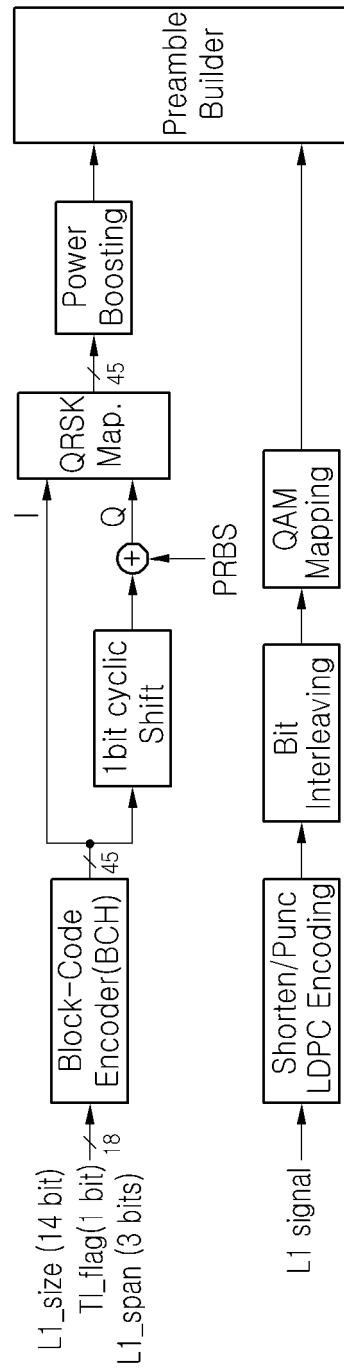 L1_size (14 bit)
TI_flag(1 bit)
L1_span (3 bits)
18
Block-Code
Encoder(BCH)
45
1bit cyclic
Shift
I
Q
+
PRBS
QRSK
Map.
45
Power
Boosting
Preamble
Builder
L1 signal
Shorten/Punc
LDPC Encoding
Bit
Interleaving
QAM
Mapping